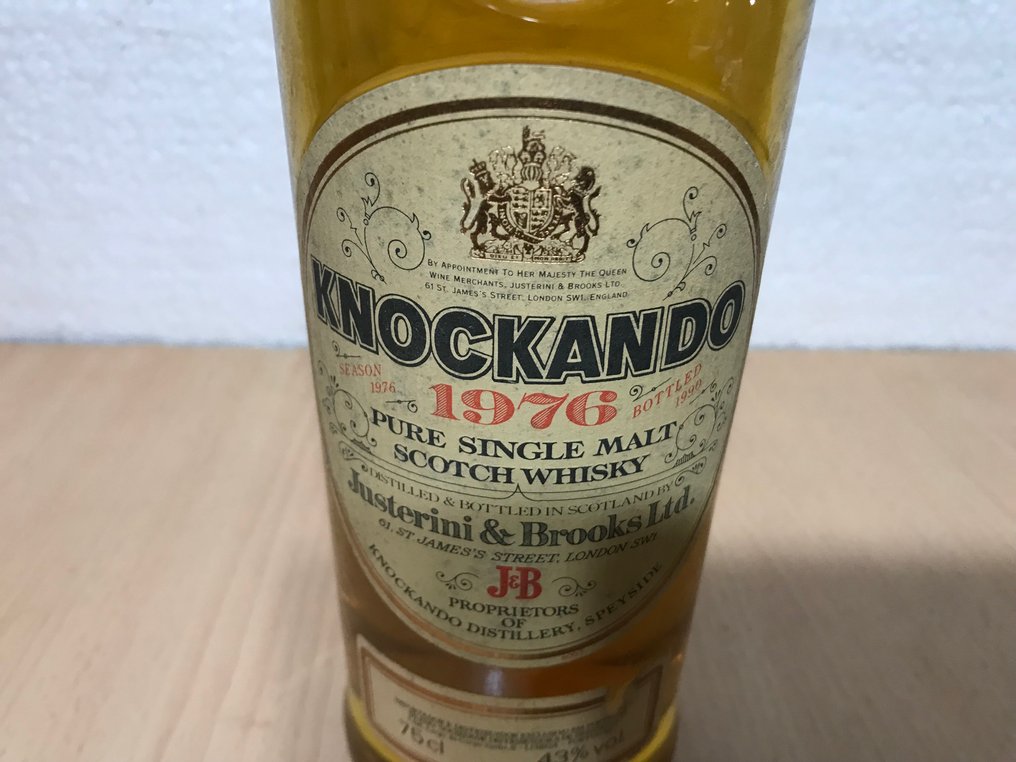 DIEU ET MON DROIT
BY APPOINTMENT TO HER MAJESTY THE QUEEN
WINE MERCHANTS, JUSTERINI & BROOKS LTD.
61 ST. JAMES'S STREET, LONDON SW1, ENGLAND.
KNOCKANDO
SEASON
1976
1976
BOTTLED
1990
PURE SINGLE MALT
SCOTCH WHISKY
DISTILLED & BOTTLED IN SCOTLAND BY
Justerini & Brooks Ltd.
61, ST JAMES'S STREET, LONDON SW1.
J&B
PROPRIETORS
OF
KNOCKANDO DISTILLERY, SPEYSIDE
75cl
43% vol